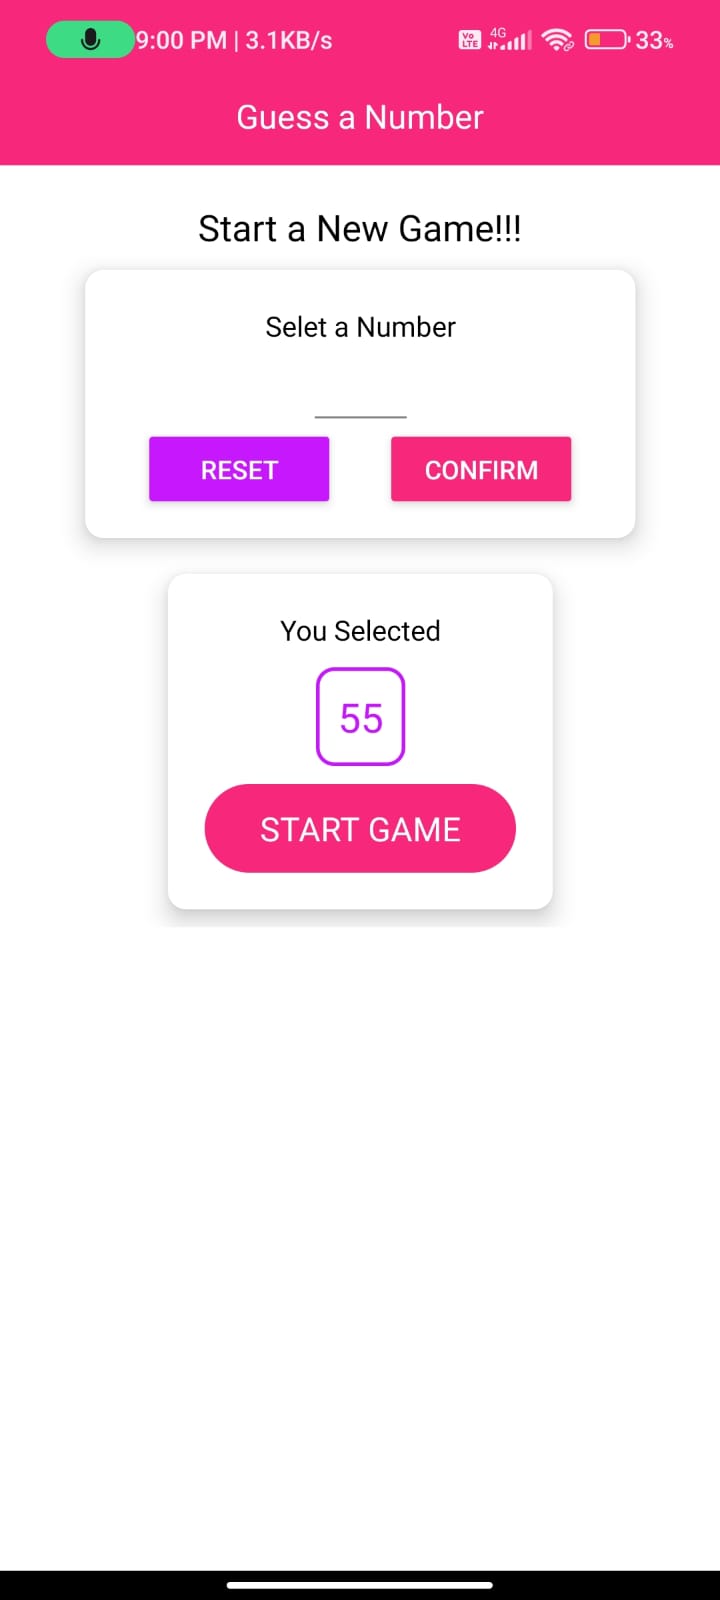 9:00 PM | 3.1KB/s Vo LTE 4G 33%
Guess a Number
Start a New Game!!!
Selet a Number
RESET CONFIRM
You Selected
55
START GAME